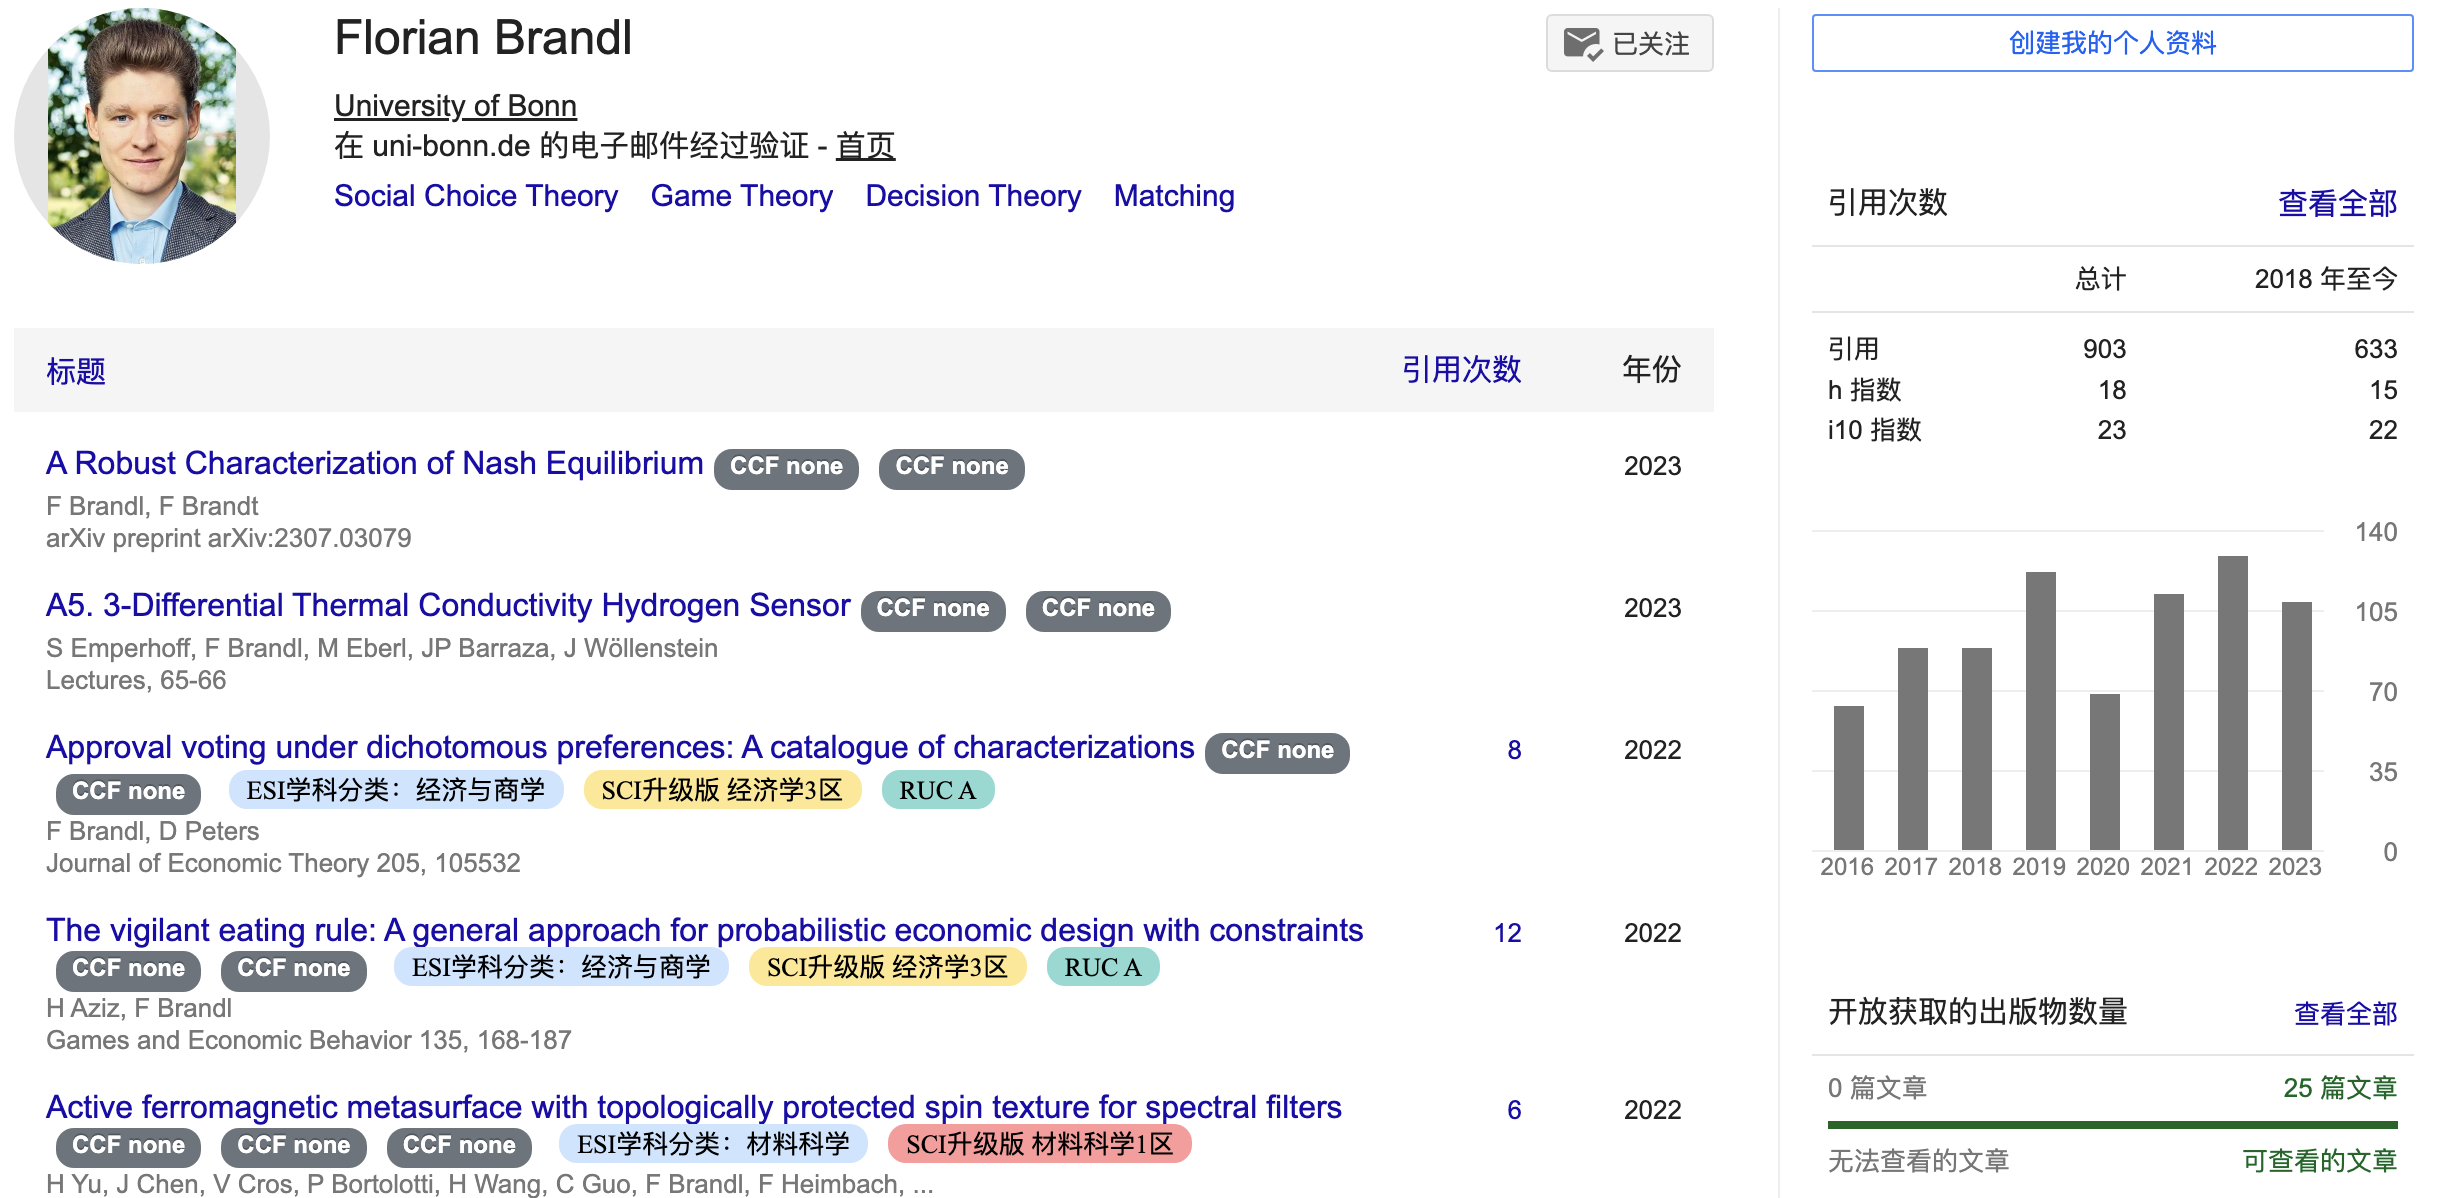 Florian Brandl
已关注
University of Bonn
在 uni-bonn.de 的电子邮件经过验证 - 首页
Social Choice Theory Game Theory Decision Theory Matching
标题 引用次数 年份
A Robust Characterization of Nash Equilibrium CCF none CCF none 2023
F Brandl, F Brandt
arXiv preprint arXiv:2307.03079
A5. 3-Differential Thermal Conductivity Hydrogen Sensor CCF none CCF none 2023
S Emperhoff, F Brandl, M Eberl, JP Barraza, J Wöllenstein
Lectures, 65-66
Approval voting under dichotomous preferences: A catalogue of characterizations CCF none 8 2022
CCF none ESI学科分类：经济与商学 SCI升级版 经济学3区 RUC A
F Brandl, D Peters
Journal of Economic Theory 205, 105532
The vigilant eating rule: A general approach for probabilistic economic design with constraints 12 2022
CCF none CCF none ESI学科分类：经济与商学 SCI升级版 经济学3区 RUC A
H Aziz, F Brandl
Games and Economic Behavior 135, 168-187
Active ferromagnetic metasurface with topologically protected spin texture for spectral filters 6 2022
CCF none CCF none CCF none ESI学科分类：材料科学 SCI升级版 材料科学1区
H Yu, J Chen, V Cros, P Bortolotti, H Wang, C Guo, F Brandl, F Heimbach, ...
创建我的个人资料
引用次数 查看全部
总计 2018 年至今
引用 903 633
h 指数 18 15
i10 指数 23 22
140
105
70
35
0
2016 2017 2018 2019 2020 2021 2022 2023
开放获取的出版物数量 查看全部
0 篇文章 25 篇文章
无法查看的文章 可查看的文章